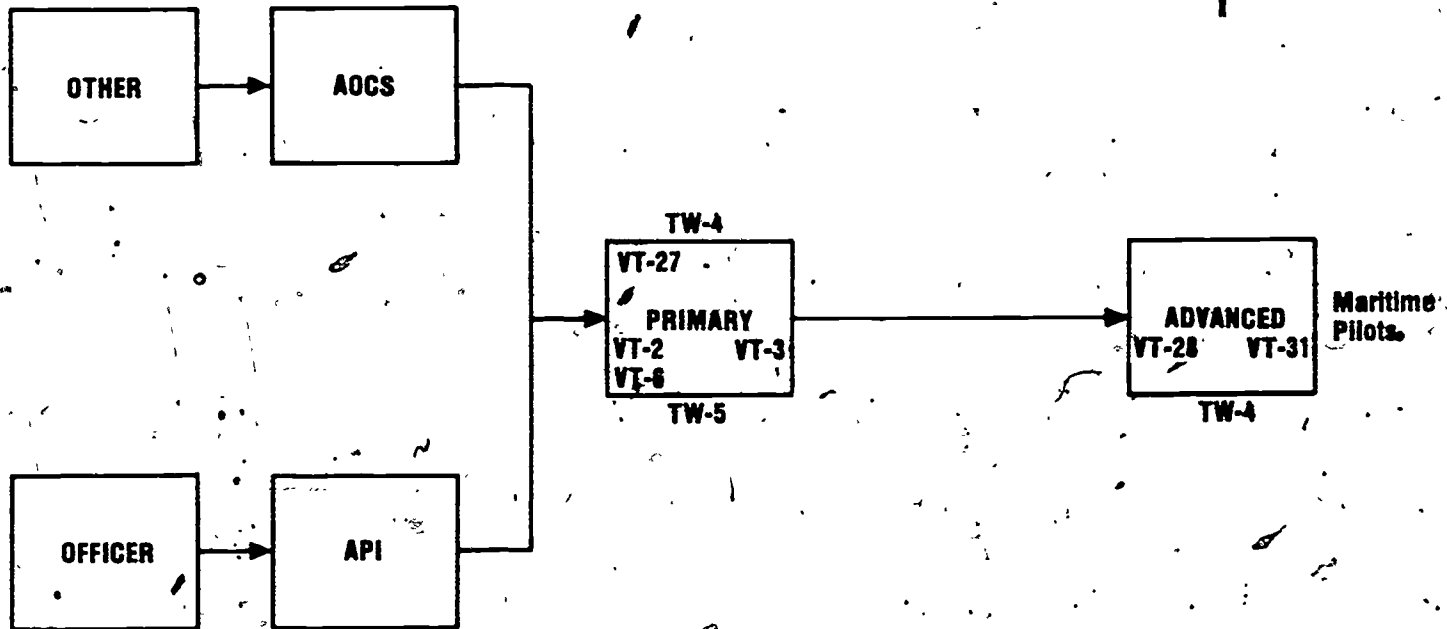 OTHER
AOCS
TW-4
VT-27
PRIMARY
VT-2 VT-3
VT-6
TW-5
ADVANCED
VT-28 VT-31
TW-4
Maritime
Pilots.
OFFICER
API